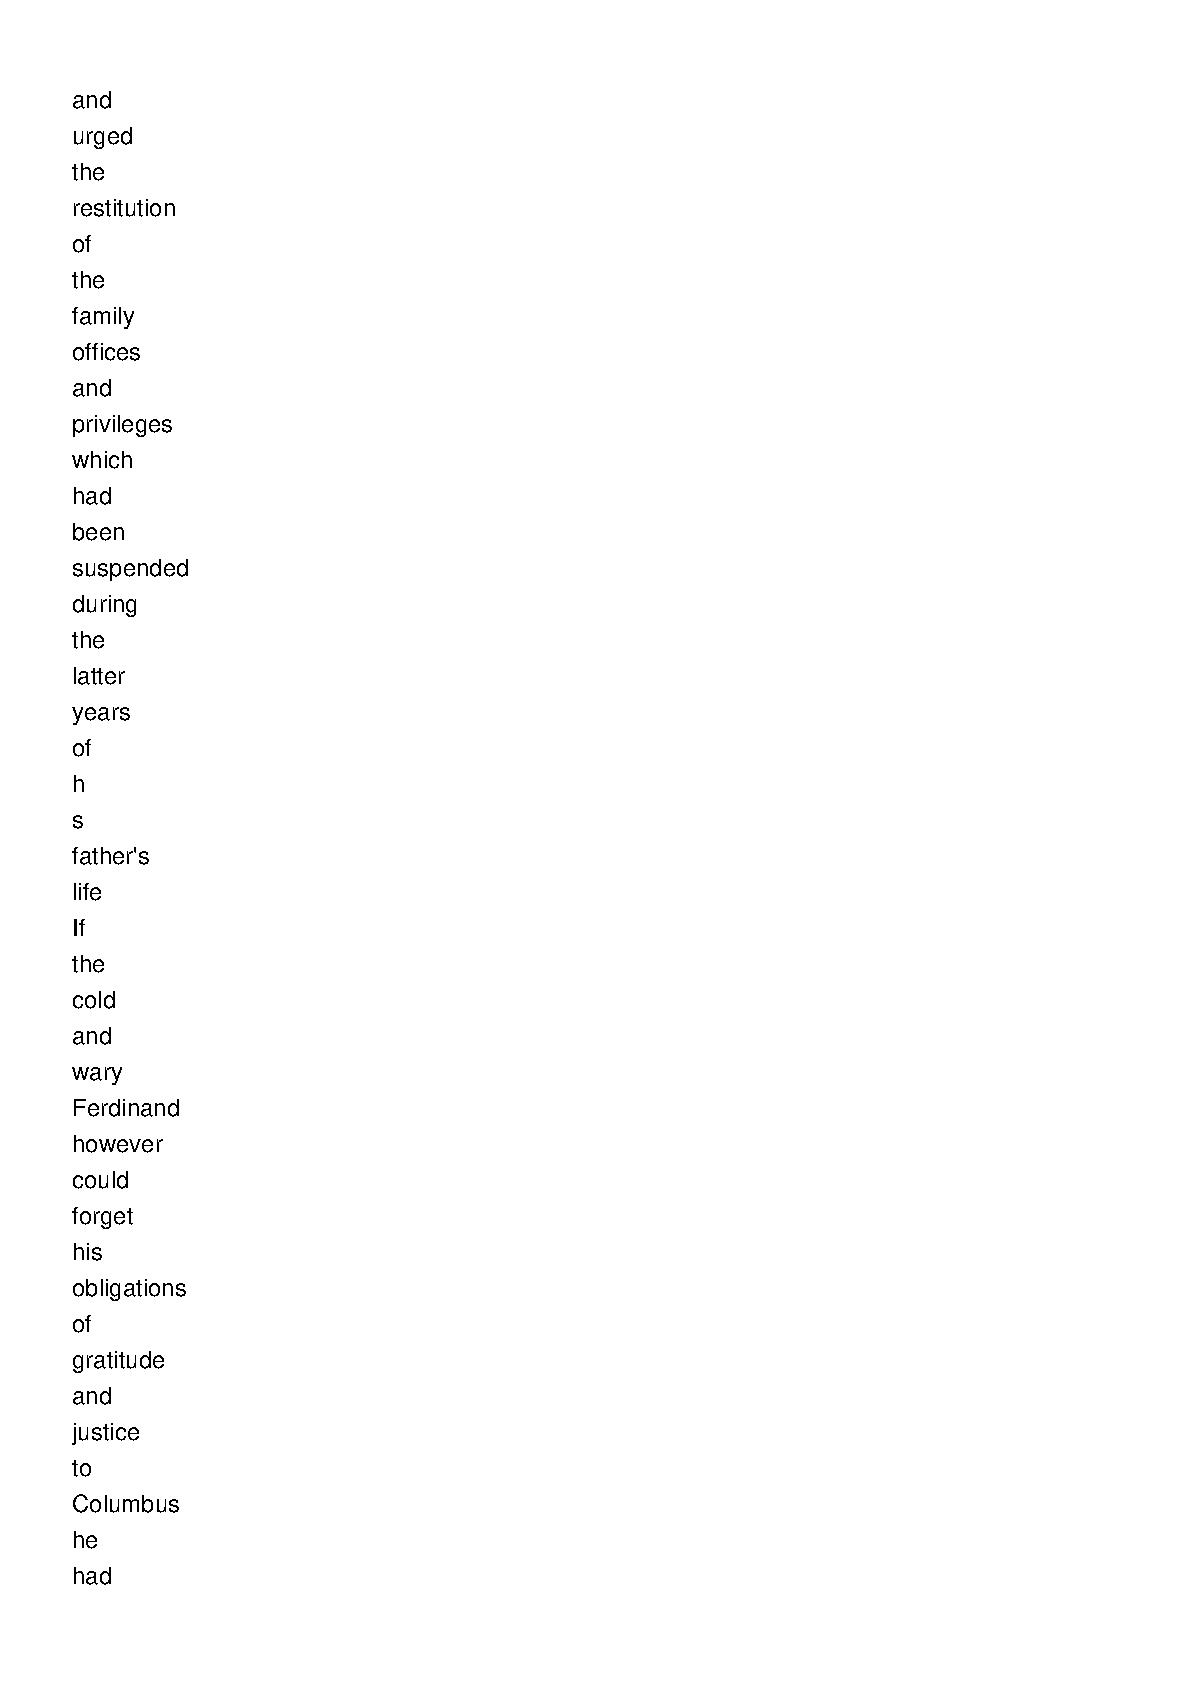 and
urged
the
restitution
of
the
family
offices
and
privileges
which
had
been
suspended
during
the
latter
years
of
h
s
father's
life
If
the
cold
and
wary
Ferdinand
however
could
forget
his
obligations
of
gratitude
and
justice
to
Columbus
he
had